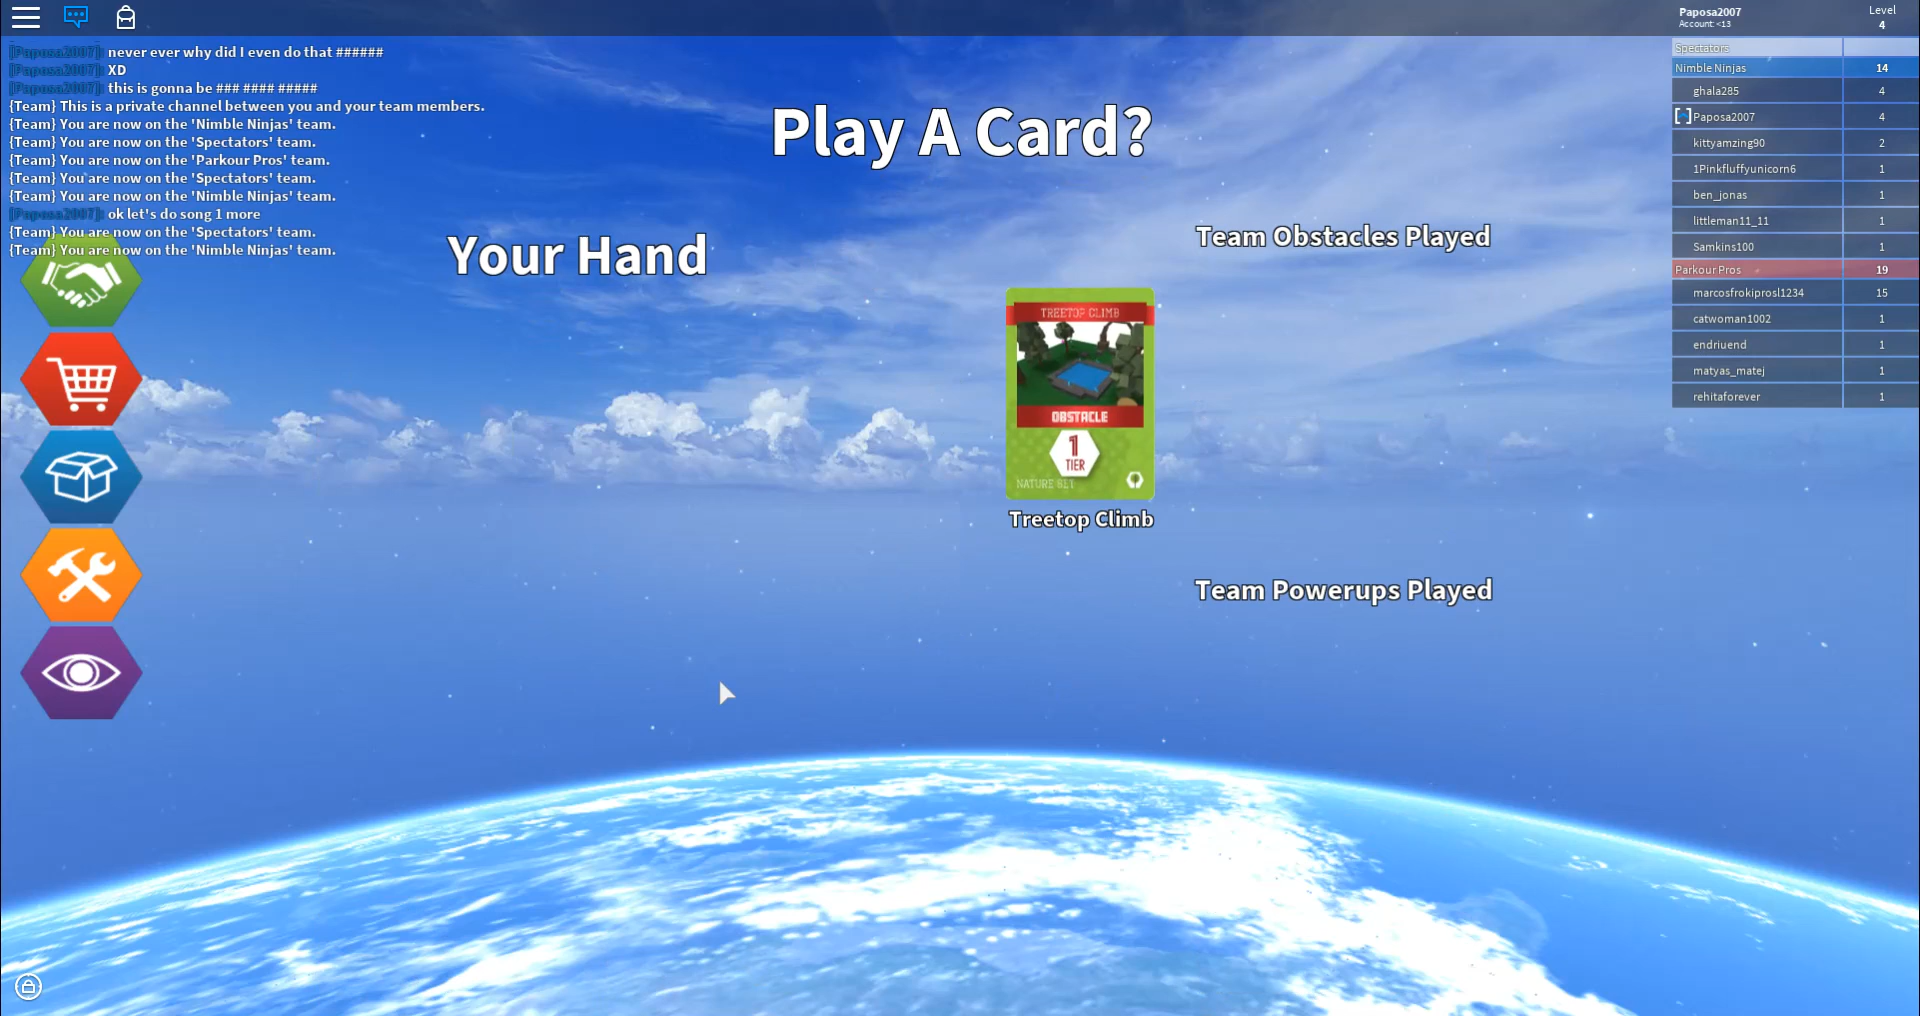 [Paposa2007]: never ever why did I even do that ######
[Paposa2007]: XD
[Paposa2007]: this is gonna be ### #### #####
{Team} This is a private channel between you and your team members.
{Team} You are now on the 'Nimble Ninjas' team.
{Team} You are now on the 'Spectators' team.
{Team} You are now on the 'Parkour Pros' team.
{Team} You are now on the 'Spectators' team.
{Team} You are now on the 'Nimble Ninjas' team.
[Paposa2007]: ok let's do song 1 more
{Team} You are now on the 'Spectators' team.
{Team} You are now on the 'Nimble Ninjas' team.
Play A Card?
Your Hand
Team Obstacles Played
TREETOP CLIMB
OBSTACLE
1
TIER
NATURE SET
Treetop Climb
Team Powerups Played
Paposa2007 Level
Account: <13 4
Spectators
Nimble Ninjas 14
ghala285 4
Paposa2007 4
kittyamzing90 2
1Pinkfluffyunicorn6 1
ben_jonas 1
littleman11_11 1
Samkins100 1
Parkour Pros 19
marcosfrokiprosl1234 15
catwoman1002 1
endriuend 1
matyas_matej 1
rehitaforever 1